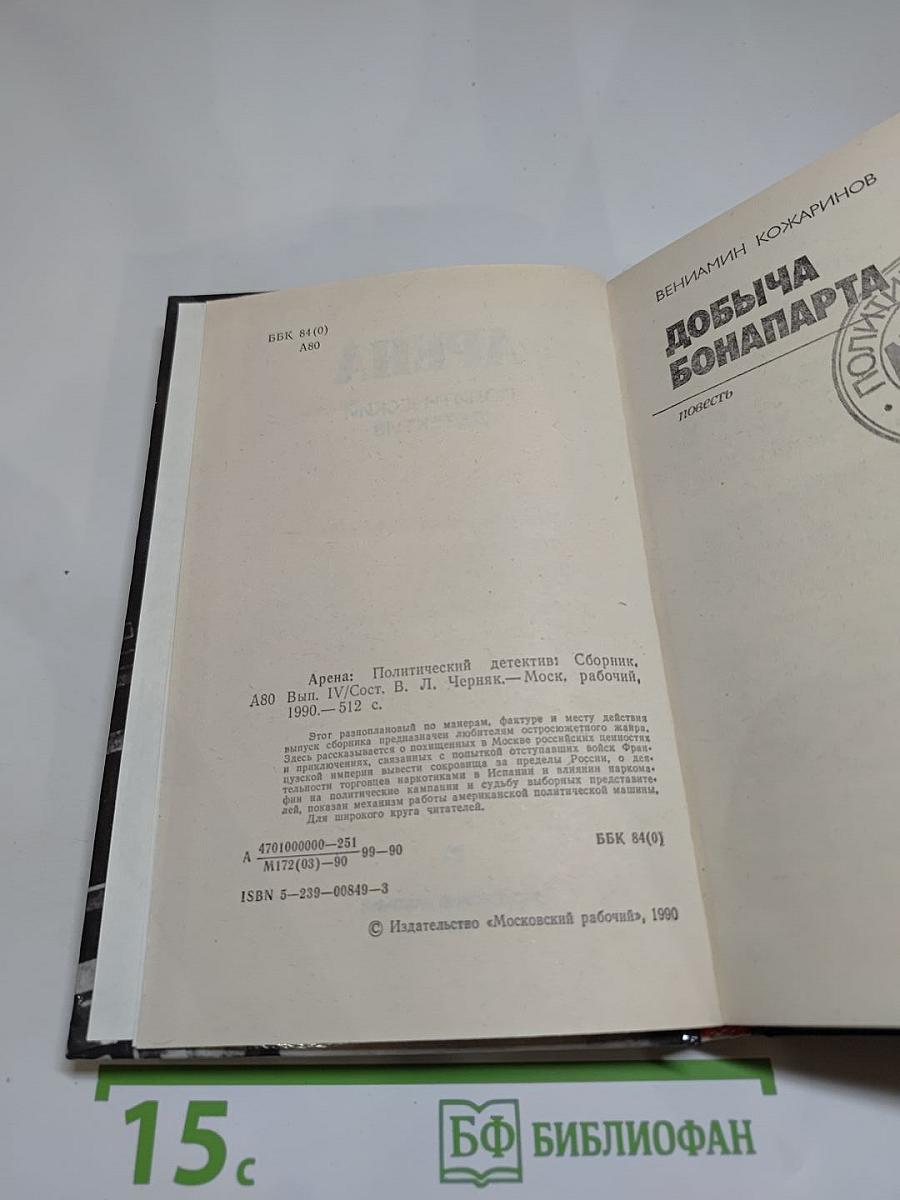 ББК 84(0)
А80
Арена: Политический детектив: Сборник.
А80 Вып. IV/Сост. В. Л. Черняк.— Моск. рабочий,
1990.— 512 с.
Этот разноплановый по манерам, фактуре и месту действия
выпуск сборника предназначен любителям остросюжетного жанра.
Здесь рассказывается о похищенных в Москве российских ценностях
и приключениях, связанных с попыткой отступавших войск Фран-
цузской империи вывести сокровища за пределы России, о дея-
тельности торговцев наркотиками в Испании и влиянии наркома-
фии на политические кампании и судьбу выборных представите-
лей, показан механизм работы американской политической машины.
Для широкого круга читателей.
А 4701000000—251
М172(03)—90 99—90
ББК 84(0)
ISBN 5—239—00849—3
© Издательство «Московский рабочий», 1990
ВЕНИАМИН КОЖАРИНОВ
ДОБЫЧА
БОНАПАРТА
повесть
ПОЛИТИ
15 с
БФ БИБЛИОФАН